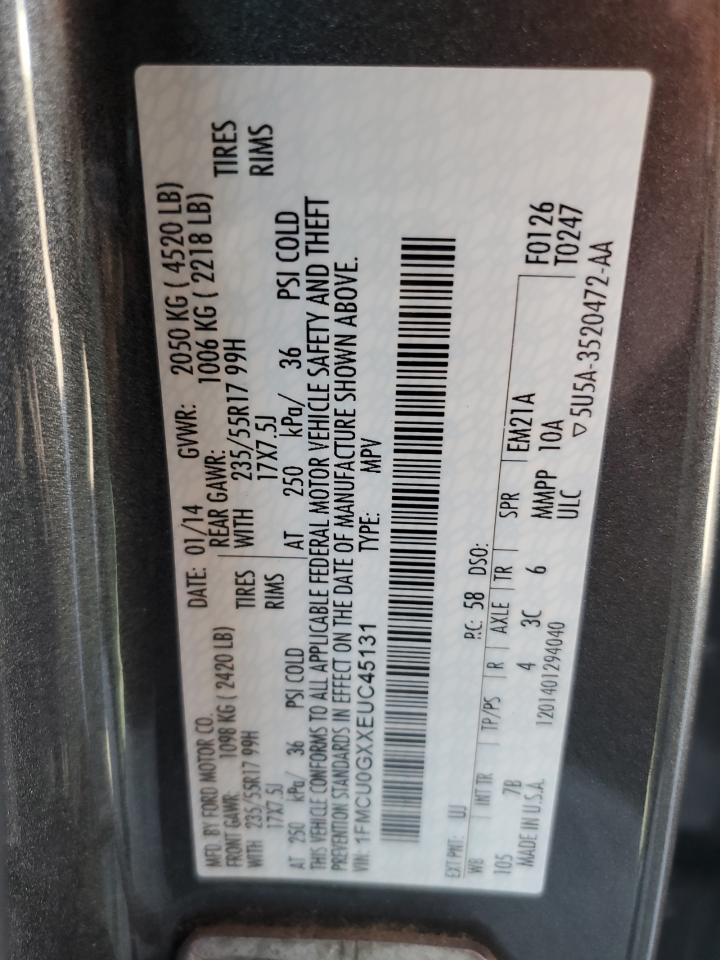 MFD. BY FORD MOTOR CO.
DATE: 01/14 GVWR: 2050 KG ( 4520 LB)
FRONT GAWR: 1098 KG ( 2420 LB) REAR GAWR: 1006 KG ( 2218 LB)
WITH 235/55R17 99H TIRES WITH 235/55R17 99H TIRES
17X7.5J RIMS 17X7.5J RIMS
AT 250 kPa/ 36 PSI COLD AT 250 kPa/ 36 PSI COLD
THIS VEHICLE CONFORMS TO ALL APPLICABLE FEDERAL MOTOR VEHICLE SAFETY AND THEFT
PREVENTION STANDARDS IN EFFECT ON THE DATE OF MANUFACTURE SHOWN ABOVE.
VIN: 1FMCU0GXXEUC45131 TYPE: MPV
EXT PNT: UJ RC: 58 DSO: F0126
WB INT TR TP/PS R AXLE TR SPR EM21A T0247
105 7B 4 3C 6 MMPP 10A
MADE IN U.S.A. 1201401294040 ULC ▽5U5A-3520472-AA